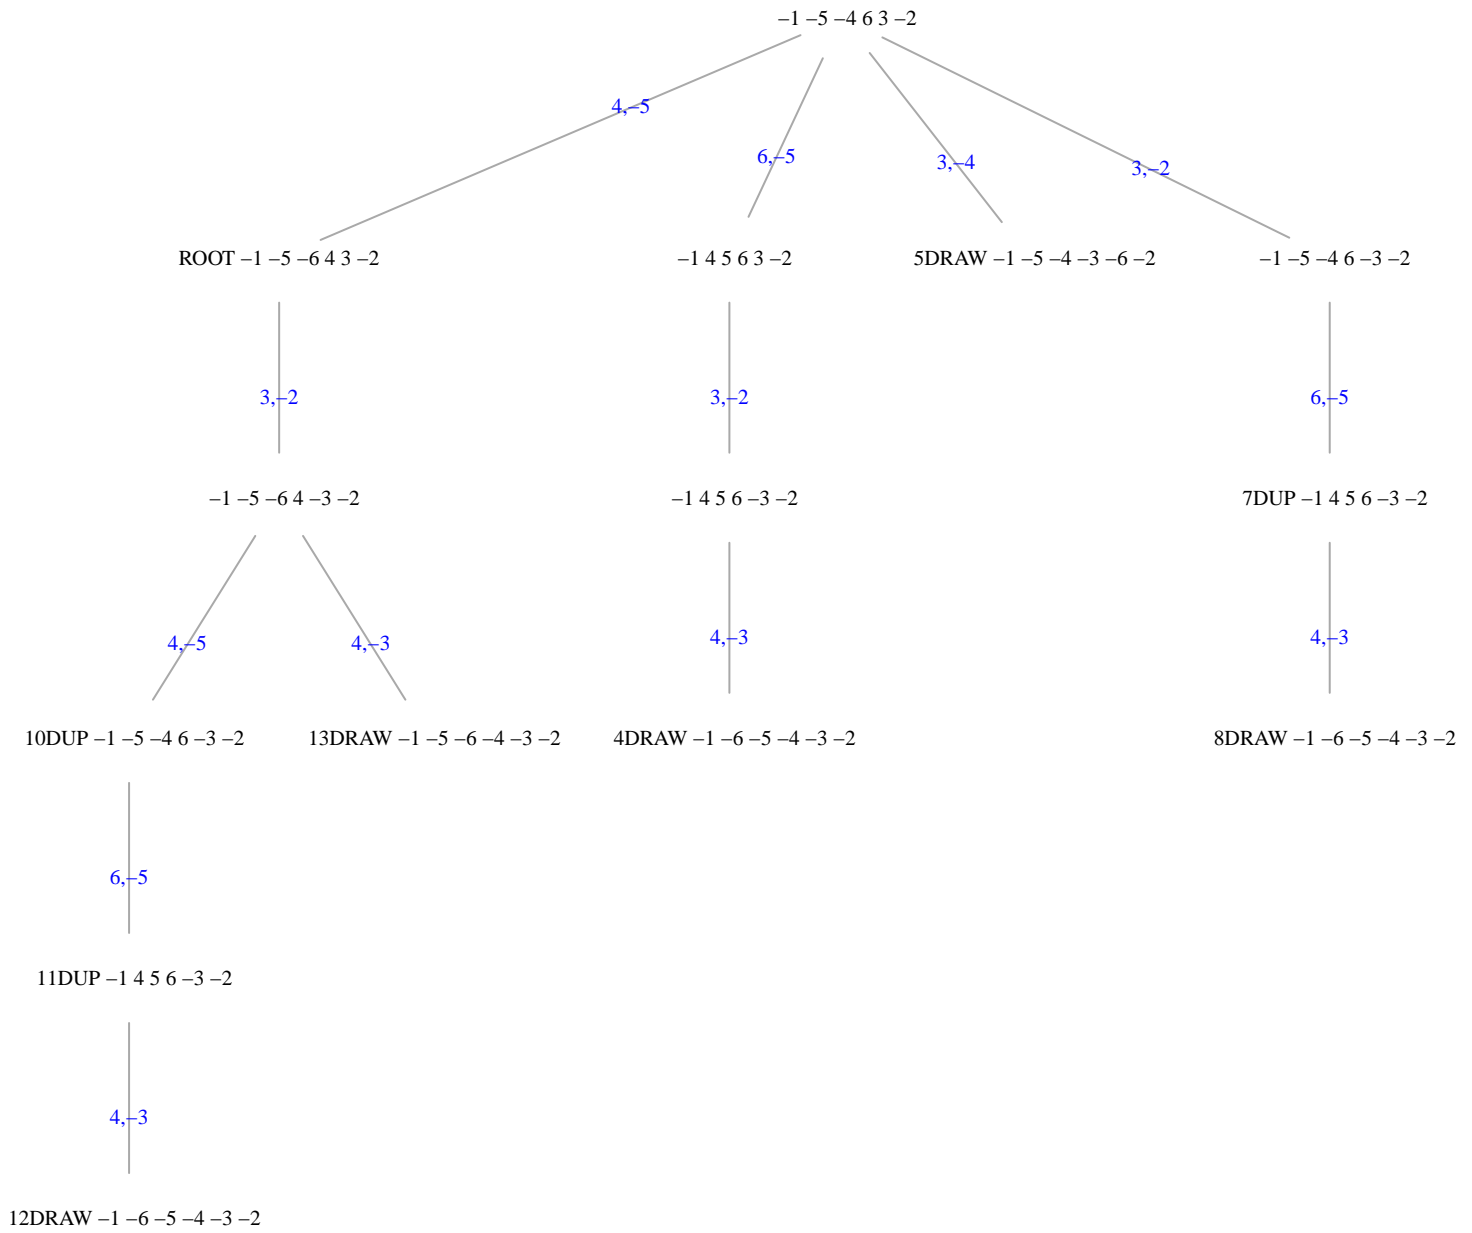 –1 –5 –4 6 3 –2
4,–5
6,–5
3,–4
3,–2
ROOT –1 –5 –6 4 3 –2
–1 4 5 6 3 –2
5DRAW –1 –5 –4 –3 –6 –2
–1 –5 –4 6 –3 –2
3,–2
3,–2
6,–5
–1 –5 –6 4 –3 –2
–1 4 5 6 –3 –2
7DUP –1 4 5 6 –3 –2
4,–5
4,–3
4,–3
4,–3
10DUP –1 –5 –4 6 –3 –2
13DRAW –1 –5 –6 –4 –3 –2
4DRAW –1 –6 –5 –4 –3 –2
8DRAW –1 –6 –5 –4 –3 –2
6,–5
11DUP –1 4 5 6 –3 –2
4,–3
12DRAW –1 –6 –5 –4 –3 –2